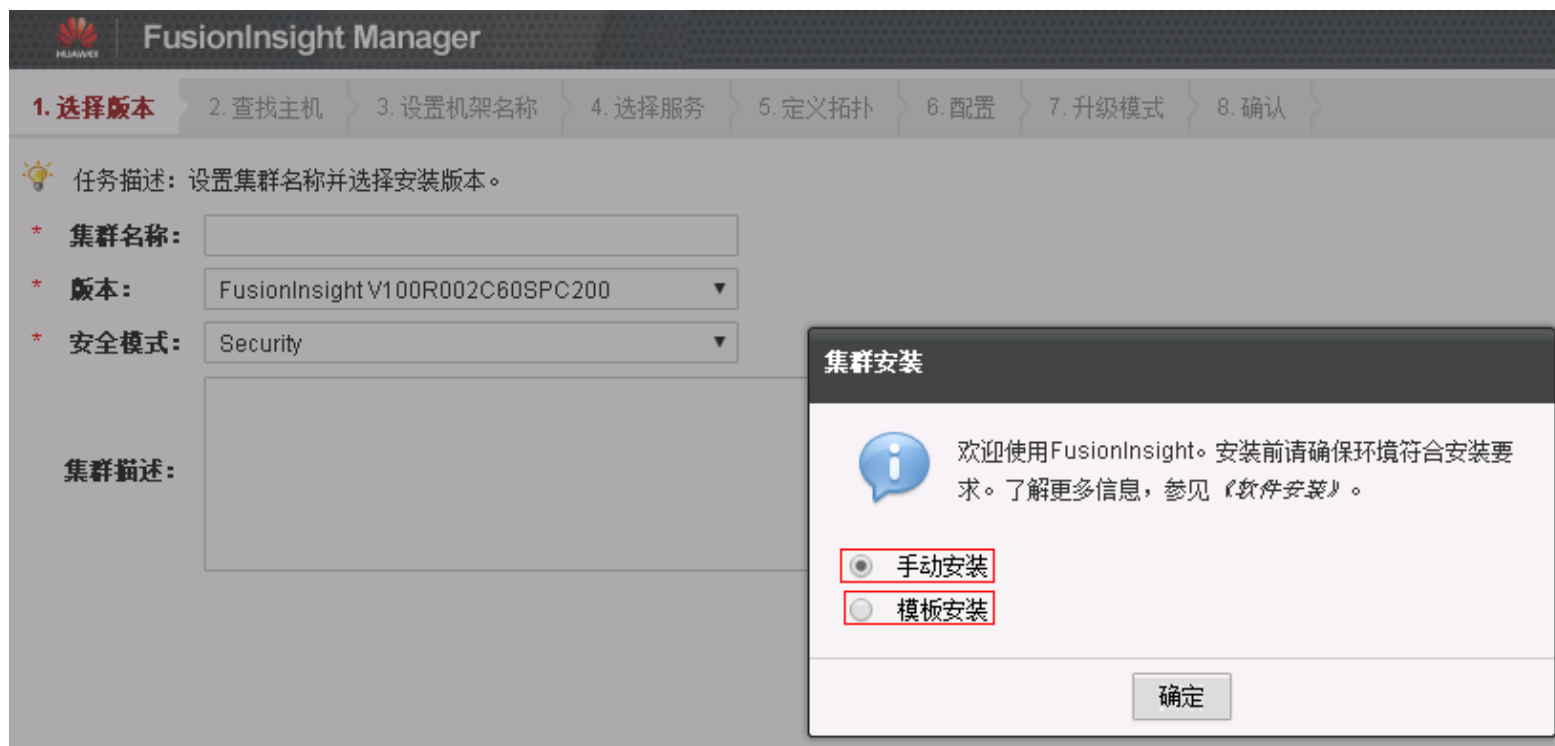 HUAWEI
FusionInsight Manager
1. 选择版本 2. 查找主机 3. 设置机架名称 4. 选择服务 5. 定义拓扑 6. 配置 7. 升级模式 8. 确认
任务描述：设置集群名称并选择安装版本。
* 集群名称：
* 版本： FusionInsight V100R002C60SPC200
* 安全模式： Security
集群描述：
集群安装
欢迎使用FusionInsight。安装前请确保环境符合安装要
求。了解更多信息，参见《软件安装》。
手动安装
模板安装
确定